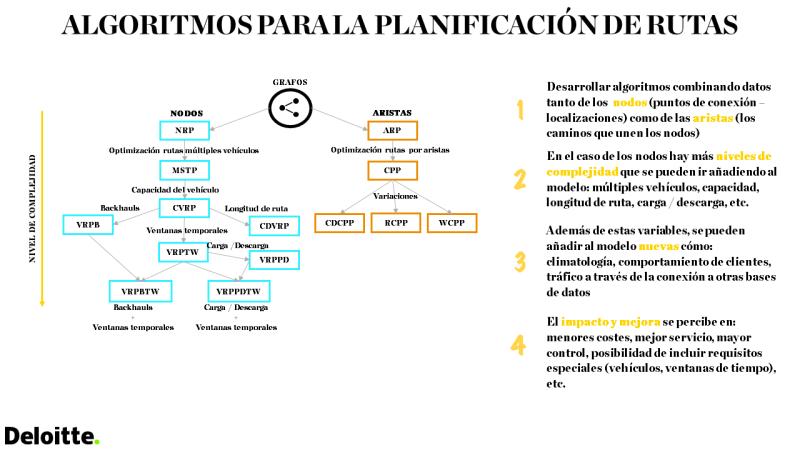 ALGORITMOS PARA LA PLANIFICACIÓN DE RUTAS
GRAFOS
NODOS
ARISTAS
NRP
ARP
Optimización rutas múltiples vehículos
Optimización rutas por aristas
MSTP
CPP
Capacidad del vehículo
Variaciones
Backhauls
CVRP
Longitud de ruta
VRPB
CDVRP
CDCPP
RCPP
WCPP
Ventanas temporales
Carga / Descarga
VRPTW
VRPPD
VRPBTW
VRPPDTW
Backhauls
Carga / Descarga
+
+
Ventanas temporales
Ventanas temporales
NIVEL DE COMPLEJIDAD
1
Desarrollar algoritmos combinando datos
tanto de los nodos (puntos de conexión –
localizaciones) como de las aristas (los
caminos que unen los nodos)
2
En el caso de los nodos hay más niveles de
complejidad que se pueden ir añadiendo al
modelo: múltiples vehículos, capacidad,
longitud de ruta, carga / descarga, etc.
3
Además de estas variables, se pueden
añadir al modelo nuevas cómo:
climatología, comportamiento de clientes,
tráfico a través de la conexión a otras bases
de datos
4
El impacto y mejora se percibe en:
menores costes, mejor servicio, mayor
control, posibilidad de incluir requisitos
especiales (vehículos, ventanas de tiempo),
etc.
Deloitte.